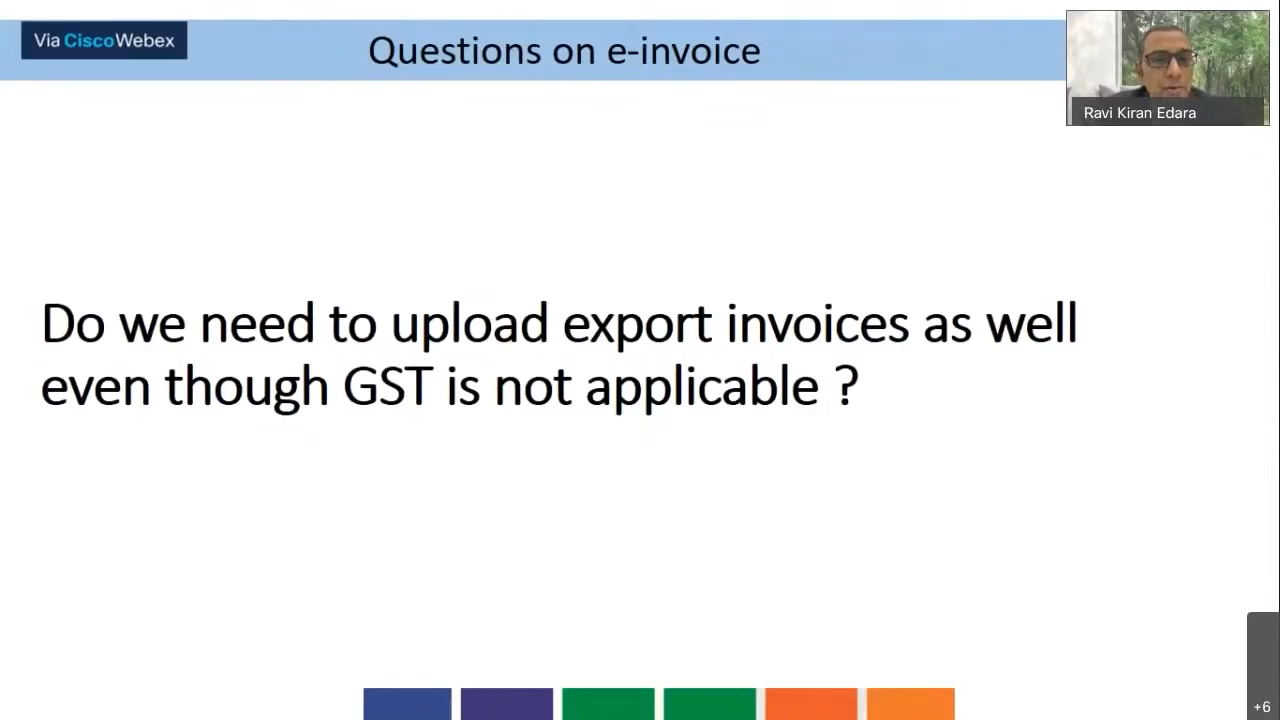 Via CiscoWebex
Questions on e-invoice
Ravi Kiran Edara
Do we need to upload export invoices as well
even though GST is not applicable ?
+6